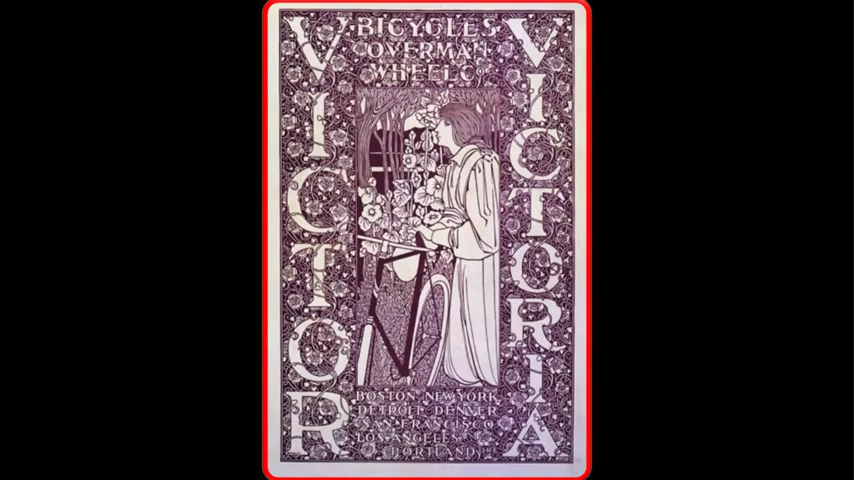 VICTOR
BICYCLES
OVERMAN
WHEEL Co.
VICTORIA
BOSTON NEW YORK
DETROIT DENVER
SAN FRANCISCO
LOS ANGELES
PORTLAND